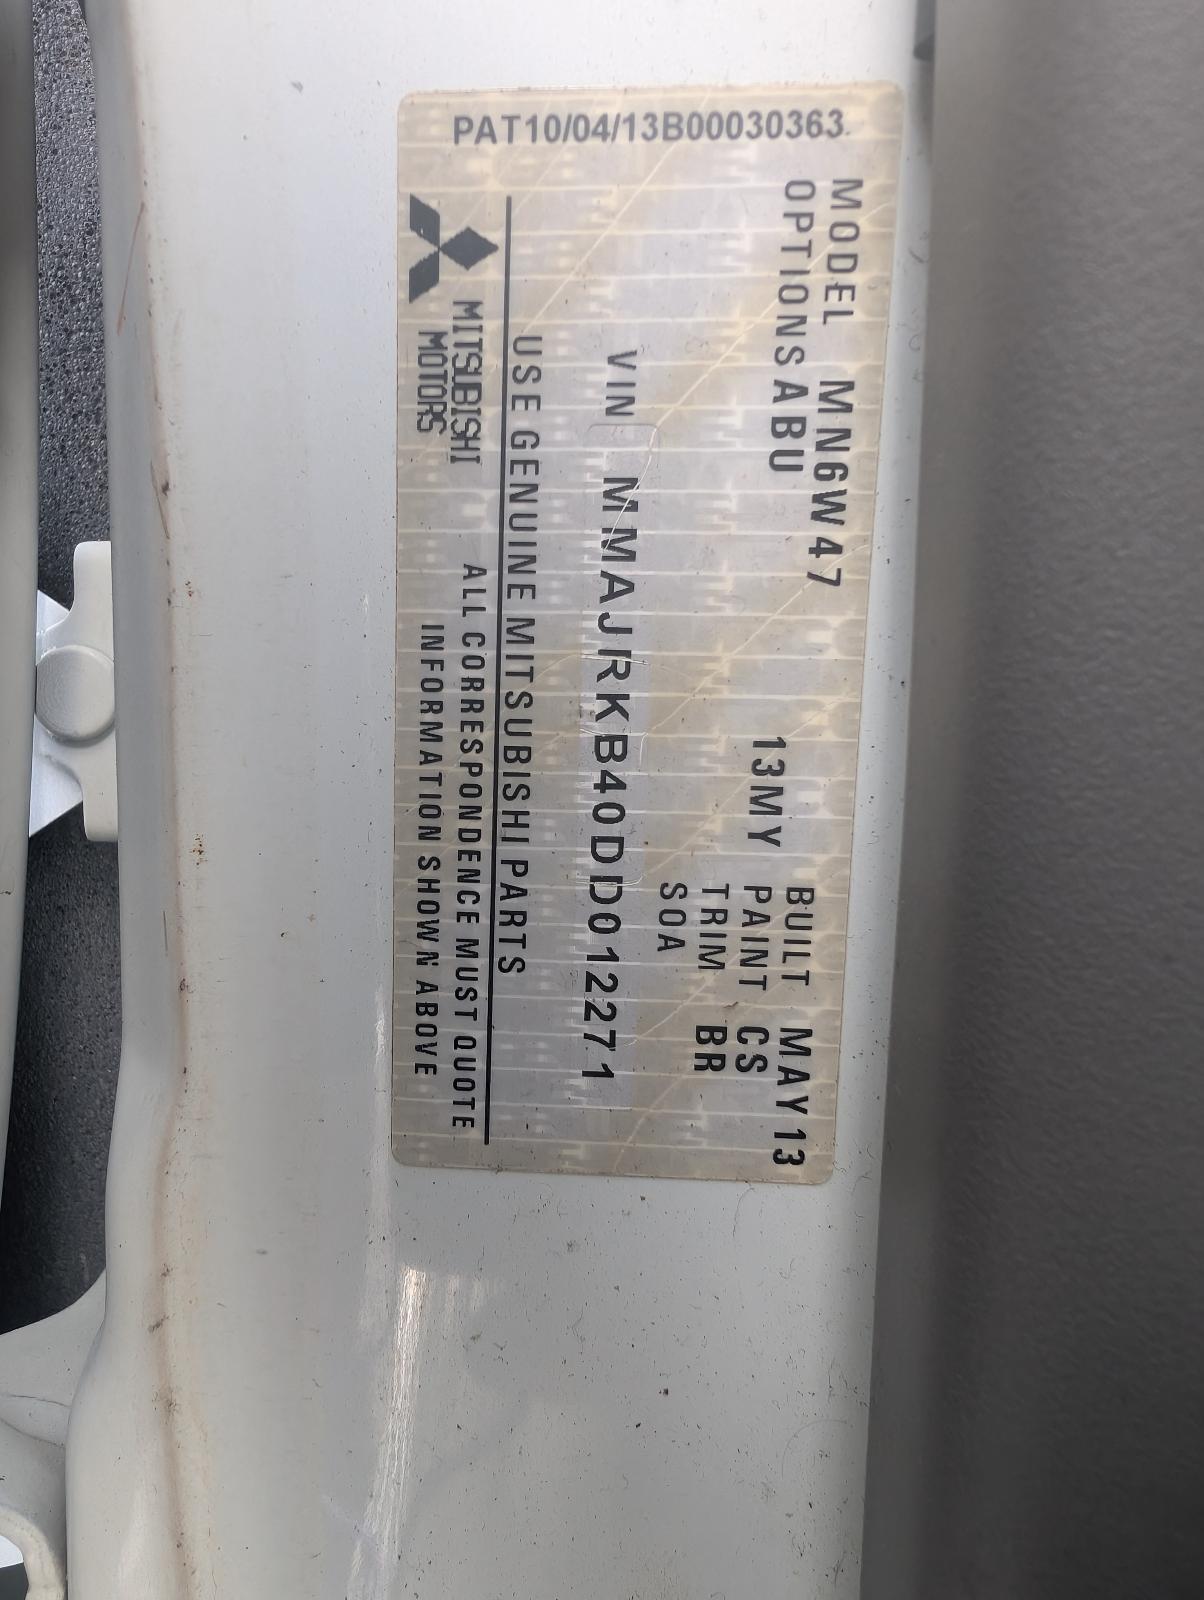 PAT10/04/13B00030363
MODEL MN6W47
OPTIONS ABU
13MY
BUILT MAY13
PAINT CS
TRIM BR
SOA
VIN MMAJRKB40DD012271
USE GENUINE MITSUBISHI PARTS
MITSUBISHI
MOTORS
ALL CORRESPONDENCE MUST QUOTE
INFORMATION SHOWN ABOVE